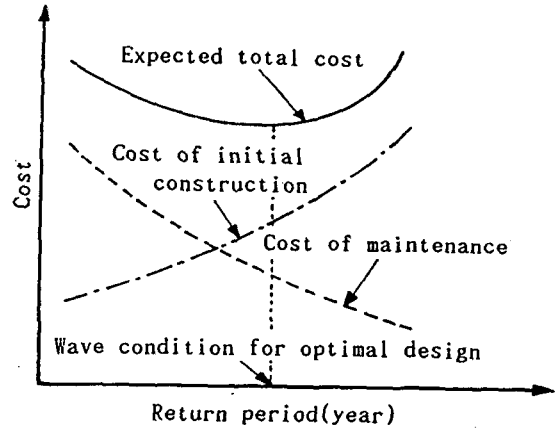 Expected total cost
Cost of initial
construction
Cost
Cost of maintenance
Wave condition for optimal design
Return period(year)